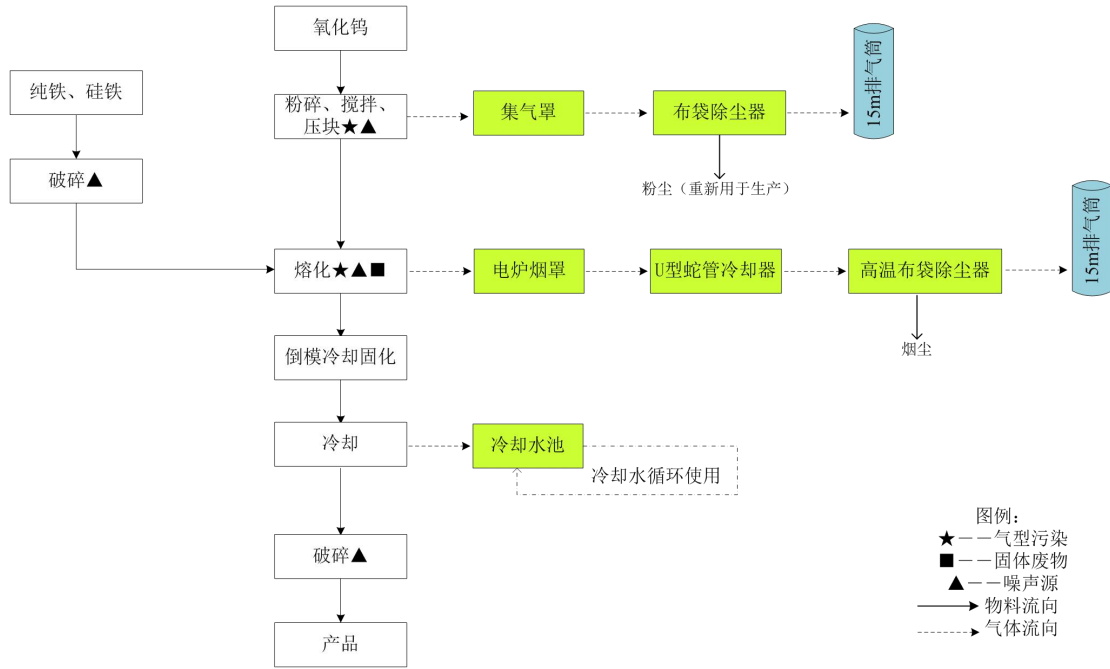 氧化钨
纯铁、硅铁
粉碎、搅拌、
压块★▲
集气罩
布袋除尘器
15m排气筒
破碎▲
粉尘（重新用于生产）
熔化★▲■
电炉烟罩
U型蛇管冷却器
高温布袋除尘器
15m排气筒
烟尘
倒模冷却固化
冷却
冷却水池
冷却水循环使用
破碎▲
产品
图例：
★——气型污染
■——固体废物
▲——噪声源
物料流向
气体流向